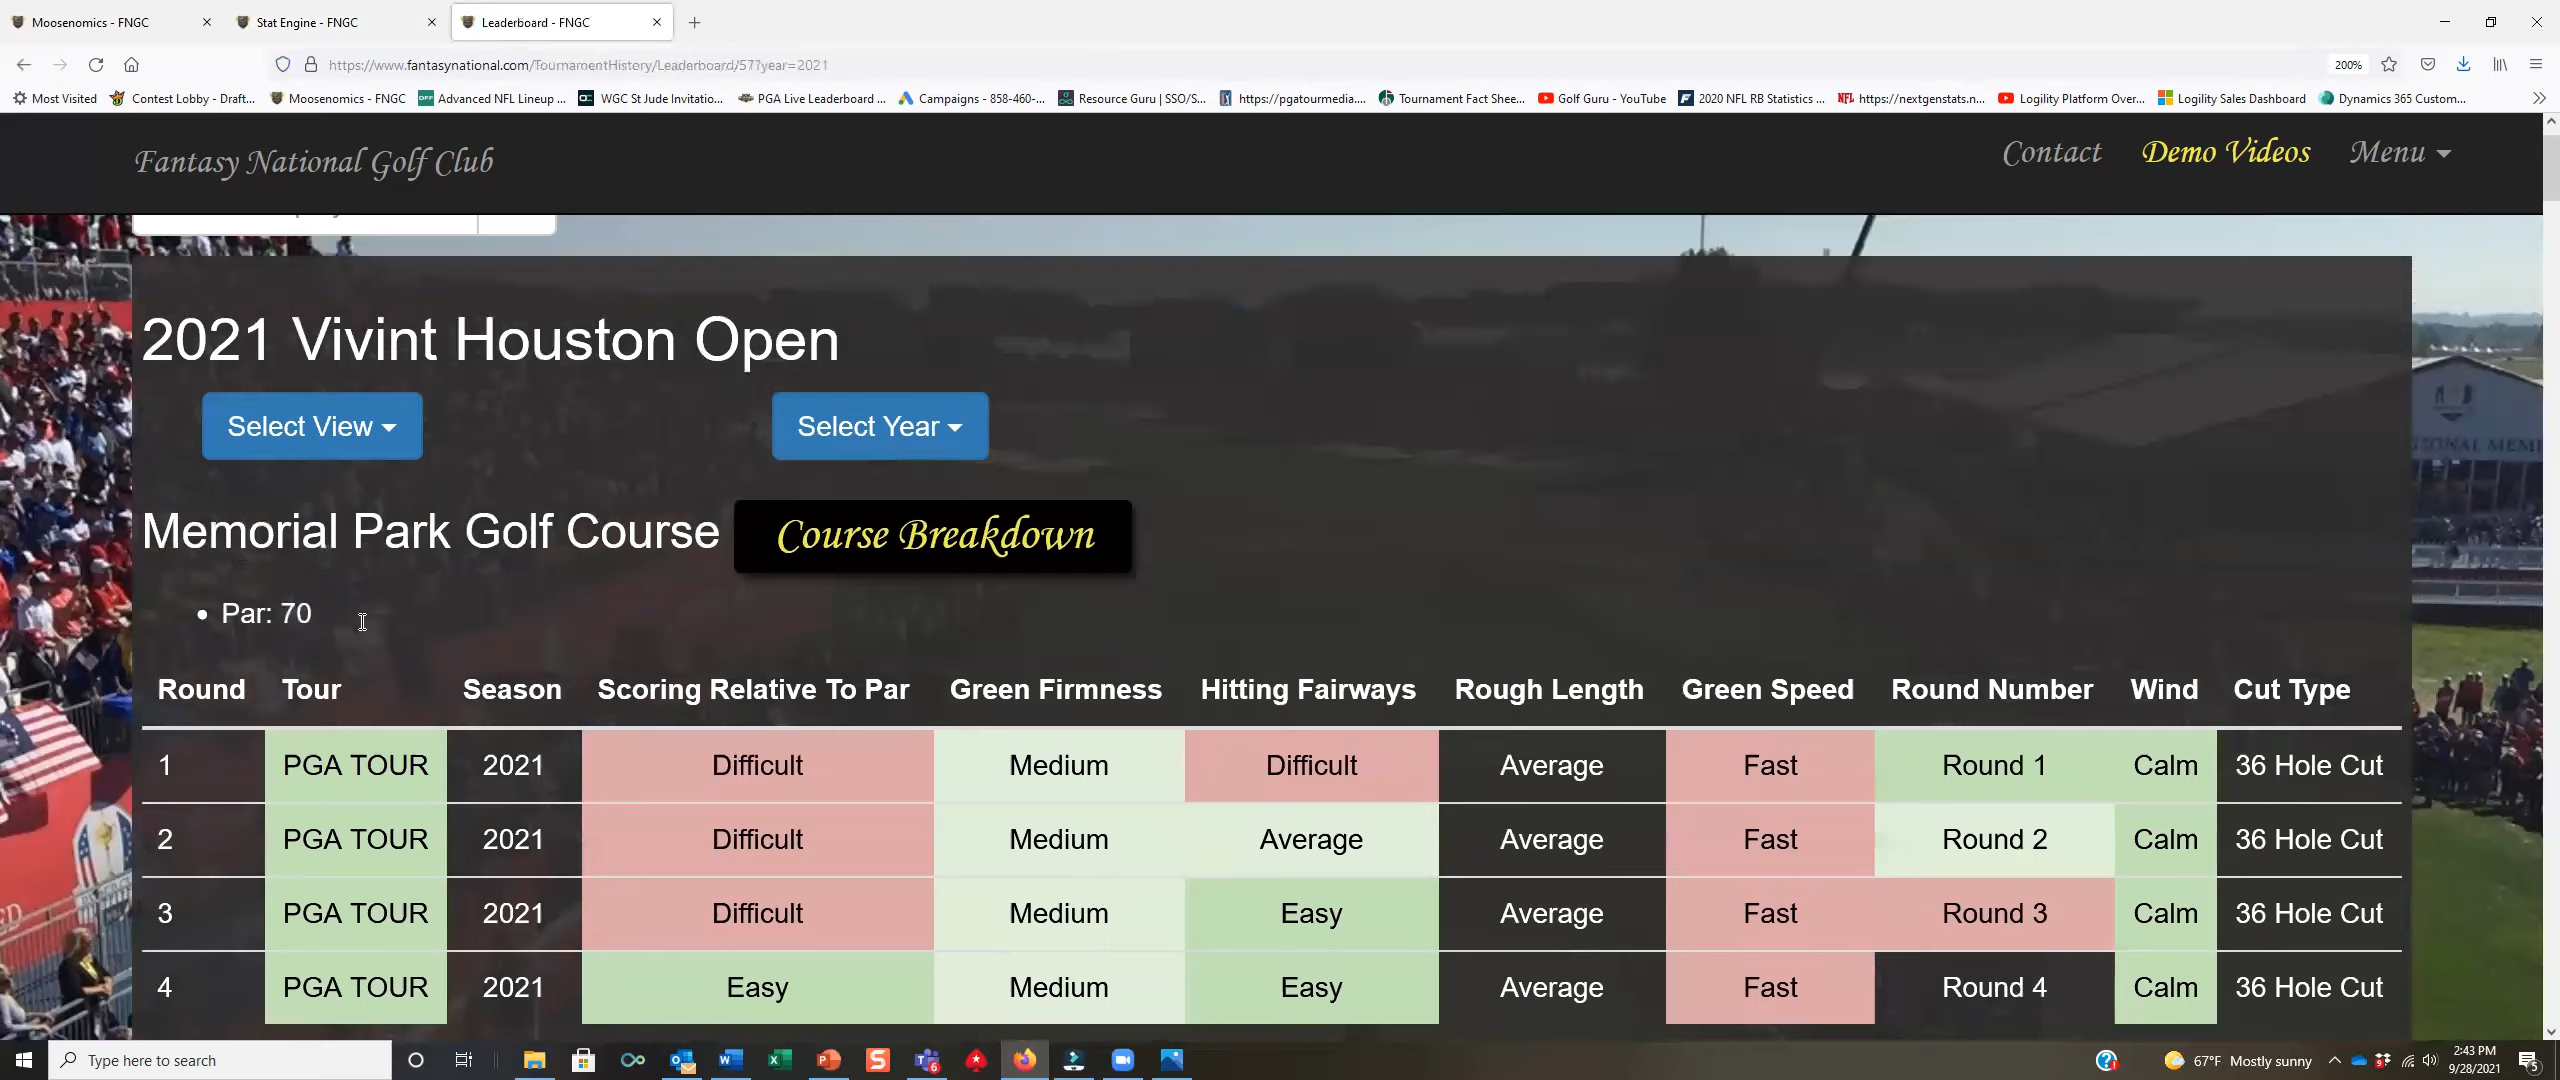 Moosenomics - FNGC
Stat Engine - FNGC
Leaderboard - FNGC
https://www.fantasynational.com/TournamentHistory/Leaderboard/57?year=2021
200%
Most Visited
Contest Lobby - Draft...
Moosenomics - FNGC
Advanced NFL Lineup ...
WGC St Jude Invitatio...
PGA Live Leaderboard ...
Campaigns - 858-460-...
Resource Guru | SSO/S...
https://pgatourmedia....
Tournament Fact Shee...
Golf Guru - YouTube
2020 NFL RB Statistics ...
https://nextgenstats.n...
Logility Platform Over...
Logility Sales Dashboard
Dynamics 365 Custom...
Fantasy National Golf Club
Contact
Demo Videos
Menu
2021 Vivint Houston Open
Select View
Select Year
Memorial Park Golf Course
Course Breakdown
• Par: 70
Round Tour Season Scoring Relative To Par Green Firmness Hitting Fairways Rough Length Green Speed Round Number Wind Cut Type
1 PGA TOUR 2021 Difficult Medium Difficult Average Fast Round 1 Calm 36 Hole Cut
2 PGA TOUR 2021 Difficult Medium Average Average Fast Round 2 Calm 36 Hole Cut
3 PGA TOUR 2021 Difficult Medium Easy Average Fast Round 3 Calm 36 Hole Cut
4 PGA TOUR 2021 Easy Medium Easy Average Fast Round 4 Calm 36 Hole Cut
Type here to search
67°F Mostly sunny
2:43 PM
9/28/2021